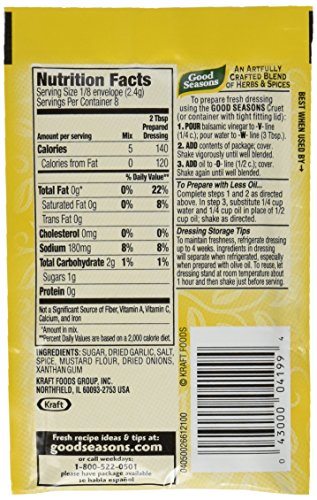 Nutrition Facts
Serving Size 1/8 envelope (2.4g)
Servings Per Container 8
2 Tbsp
Prepared
Amount per serving Mix Dressing
Calories 5 140
Calories from Fat 0 120
% Daily Value**
Total Fat 0g* 0% 22%
Saturated Fat 0g 0% 8%
Trans Fat 0g
Cholesterol 0mg 0% 0%
Sodium 180mg 8% 8%
Total Carbohydrate 2g 1% 1%
Sugars 1g
Protein 0g
Not a Significant Source of Fiber, Vitamin A, Vitamin C,
Calcium, and Iron
*Amount in mix.
**Percent Daily Values are based on a 2,000 calorie diet.
INGREDIENTS: SUGAR, DRIED GARLIC, SALT,
SPICE, MUSTARD FLOUR, DRIED ONIONS,
XANTHAN GUM
KRAFT FOODS GROUP, INC.
NORTHFIELD, IL 60093-2753 USA
Kraft
Fresh recipe ideas & tips at:
goodseasons.com
or call weekdays:
1-800-522-0501
please have package available
se habla español
Good
Seasons
AN ARTFULLY
CRAFTED BLEND
OF HERBS & SPICES
To prepare fresh dressing
using the GOOD SEASONS Cruet
(or container with tight fitting lid):
1. POUR balsamic vinegar to -V- line
(1/4 c.); pour water to -W- line (3 Tbsp.).
2. ADD contents of package; cover.
Shake vigorously until well blended.
3. ADD oil to -O- line (1/2 c.); cover.
Shake again until well blended.
To Prepare with Less Oil...
Complete steps 1 and 2 as directed
above. In step 3, substitute 1/4 cup
water and 1/4 cup oil in place of 1/2
cup oil; shake as directed.
Dressing Storage Tips
To maintain freshness, refrigerate dressing
up to 4 weeks. Ingredients in dressing
will separate when refrigerated, especially
when prepared with olive oil. To reuse, let
dressing stand at room temperature about
1 hour and then shake just before serving.
BEST WHEN USED BY
© KRAFT FOODS
04050026612100
0 43000 04199 4